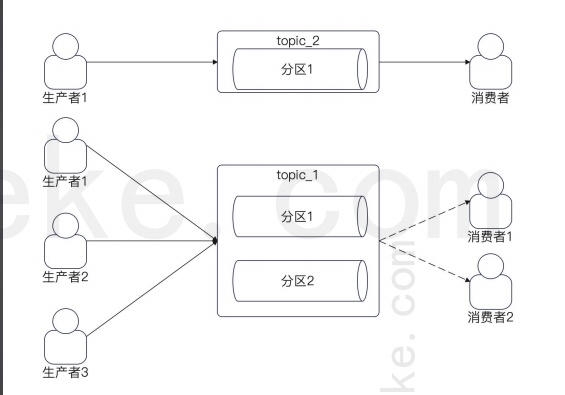 topic_2
分区1
生产者1
消费者
生产者1
topic_1
分区1
消费者1
生产者2
分区2
消费者2
生产者3
eke. com
ke. com